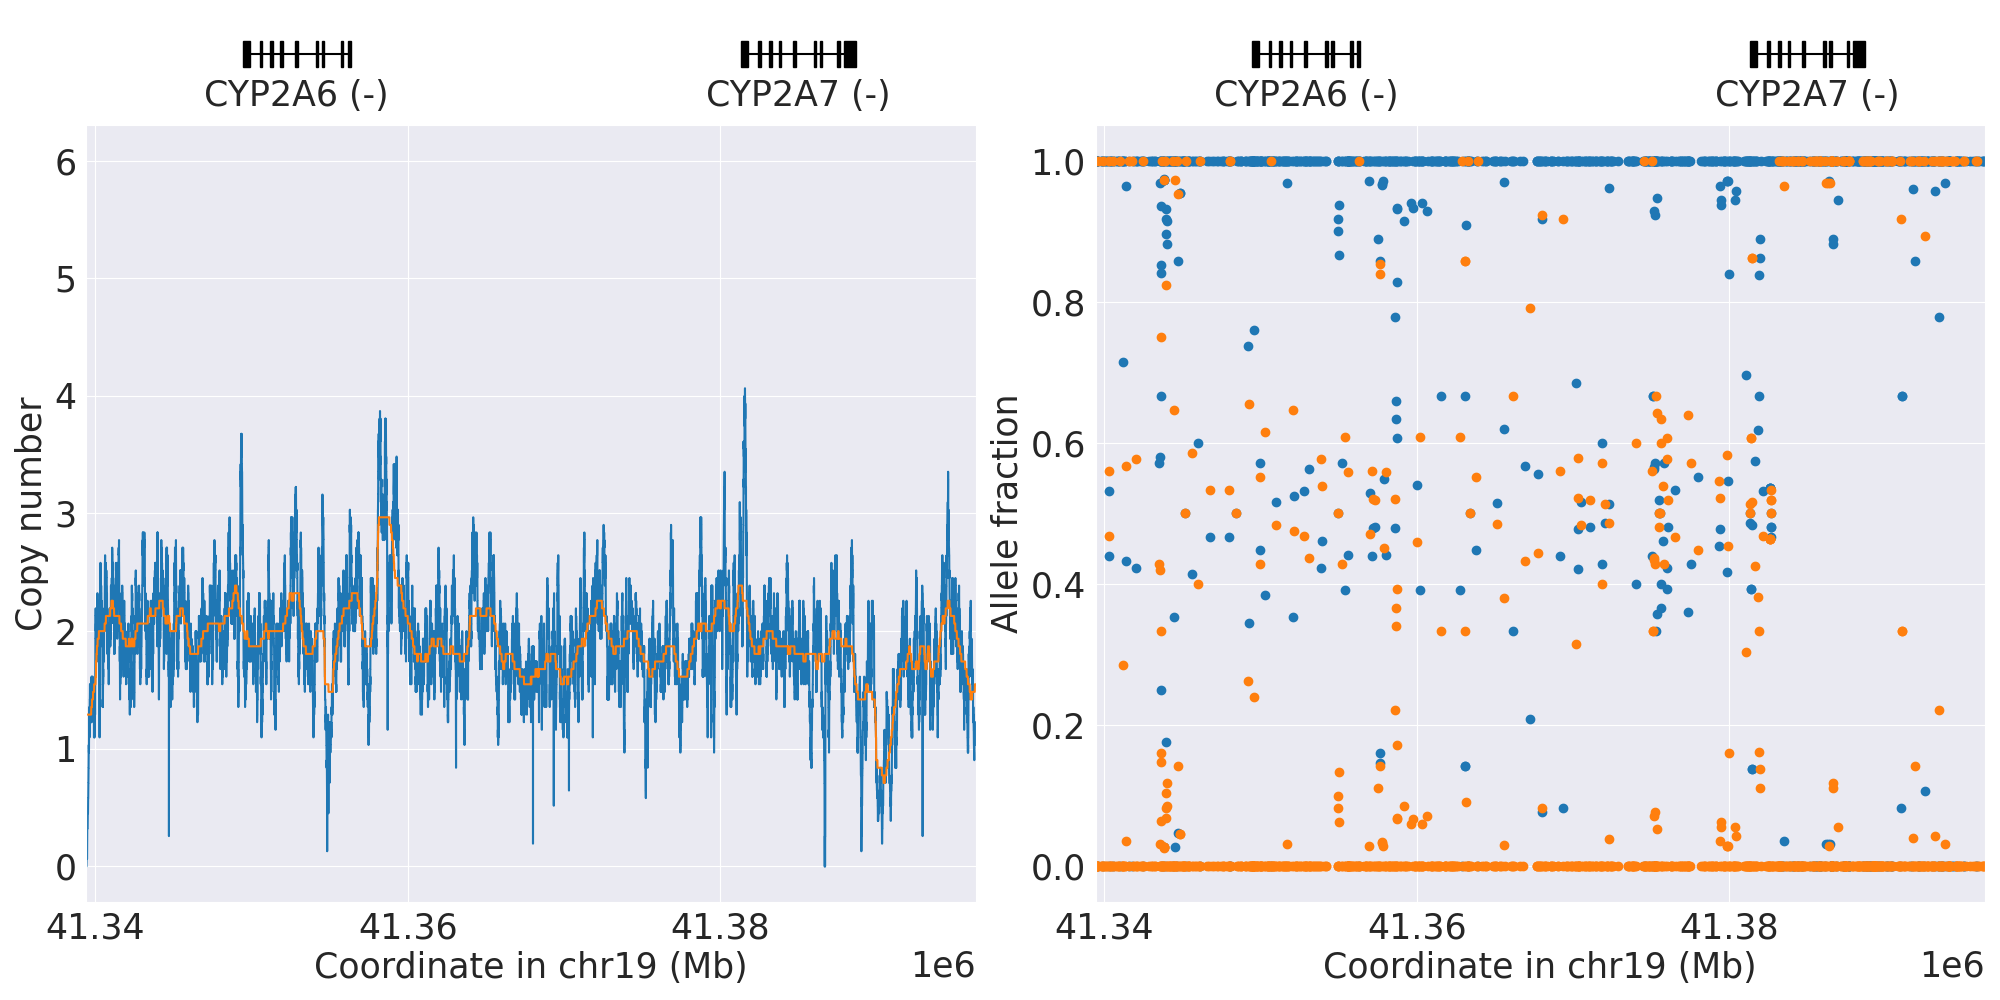 CYP2A6 (-) CYP2A7 (-) CYP2A6 (-) CYP2A7 (-)
6 1.0
5 0.8
4 0.6
3 0.4
2 0.2
1 0.0
0
Copy number
Allele fraction
41.34 41.36 41.38 41.34 41.36 41.38
Coordinate in chr19 (Mb) 1e6 Coordinate in chr19 (Mb) 1e6